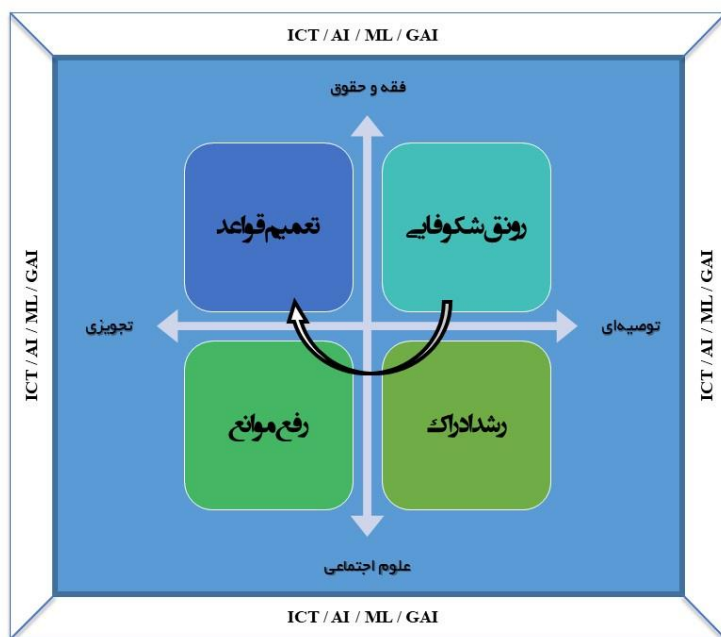 ICT / AI / ML / GAI
فقه و حقوق
رونق شکوفایی
تعمیم قواعد
توصیه‌ای
تجویزی
رشد ادراک
رفع موانع
علوم اجتماعی
ICT / AI / ML / GAI
ICT / AI / ML / GAI
ICT / AI / ML / GAI